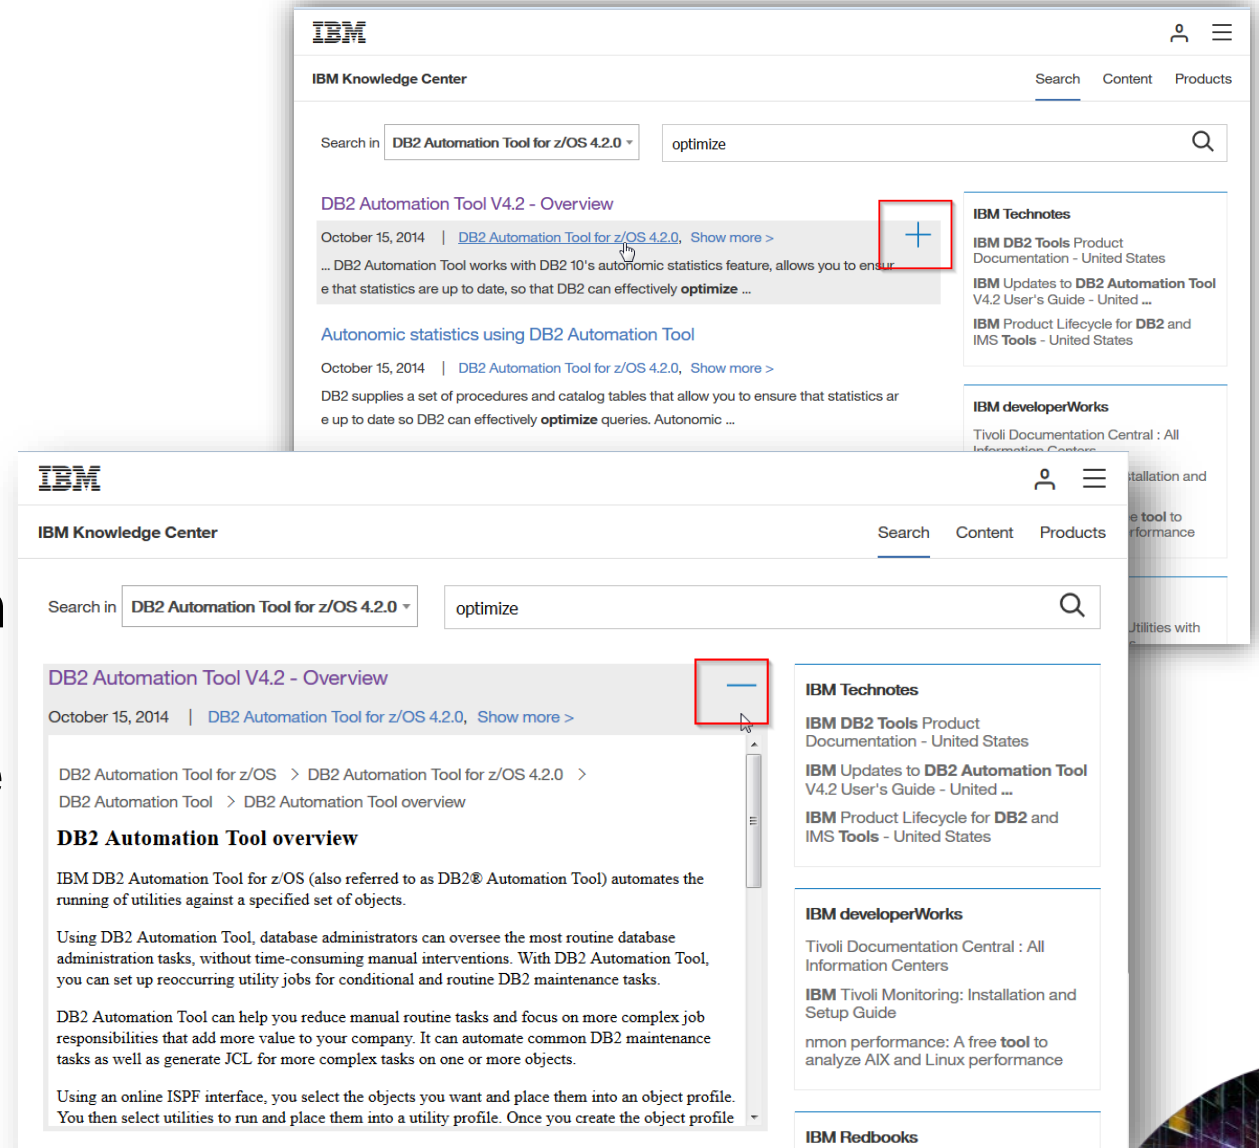 IBM
IBM Knowledge Center
Search Content Products
Search in DB2 Automation Tool for z/OS 4.2.0 optimize
DB2 Automation Tool V4.2 - Overview
October 15, 2014 | DB2 Automation Tool for z/OS 4.2.0, Show more >
... DB2 Automation Tool works with DB2 10's autonomic statistics feature, allows you to ensur
e that statistics are up to date, so that DB2 can effectively optimize ...
Autonomic statistics using DB2 Automation Tool
October 15, 2014 | DB2 Automation Tool for z/OS 4.2.0, Show more >
DB2 supplies a set of procedures and catalog tables that allow you to ensure that statistics ar
e up to date so DB2 can effectively optimize queries. Autonomic ...
IBM Technotes
IBM DB2 Tools Product
Documentation - United States
IBM Updates to DB2 Automation Tool
V4.2 User's Guide - United ...
IBM Product Lifecycle for DB2 and
IMS Tools - United States
IBM developerWorks
Tivoli Documentation Central : All
Information Centers
tallation and
e tool to
rformance
Utilities with
IBM
IBM Knowledge Center
Search Content Products
Search in DB2 Automation Tool for z/OS 4.2.0 optimize
DB2 Automation Tool V4.2 - Overview
October 15, 2014 | DB2 Automation Tool for z/OS 4.2.0, Show more >
DB2 Automation Tool for z/OS > DB2 Automation Tool for z/OS 4.2.0 >
DB2 Automation Tool > DB2 Automation Tool overview
DB2 Automation Tool overview
IBM DB2 Automation Tool for z/OS (also referred to as DB2® Automation Tool) automates the
running of utilities against a specified set of objects.
Using DB2 Automation Tool, database administrators can oversee the most routine database
administration tasks, without time-consuming manual interventions. With DB2 Automation Tool,
you can set up reoccurring utility jobs for conditional and routine DB2 maintenance tasks.
DB2 Automation Tool can help you reduce manual routine tasks and focus on more complex job
responsibilities that add more value to your company. It can automate common DB2 maintenance
tasks as well as generate JCL for more complex tasks on one or more objects.
Using an online ISPF interface, you select the objects you want and place them into an object profile.
You then select utilities to run and place them into a utility profile. Once you create the object profile
IBM Technotes
IBM DB2 Tools Product
Documentation - United States
IBM Updates to DB2 Automation Tool
V4.2 User's Guide - United ...
IBM Product Lifecycle for DB2 and
IMS Tools - United States
IBM developerWorks
Tivoli Documentation Central : All
Information Centers
IBM Tivoli Monitoring: Installation and
Setup Guide
nmon performance: A free tool to
analyze AIX and Linux performance
IBM Redbooks